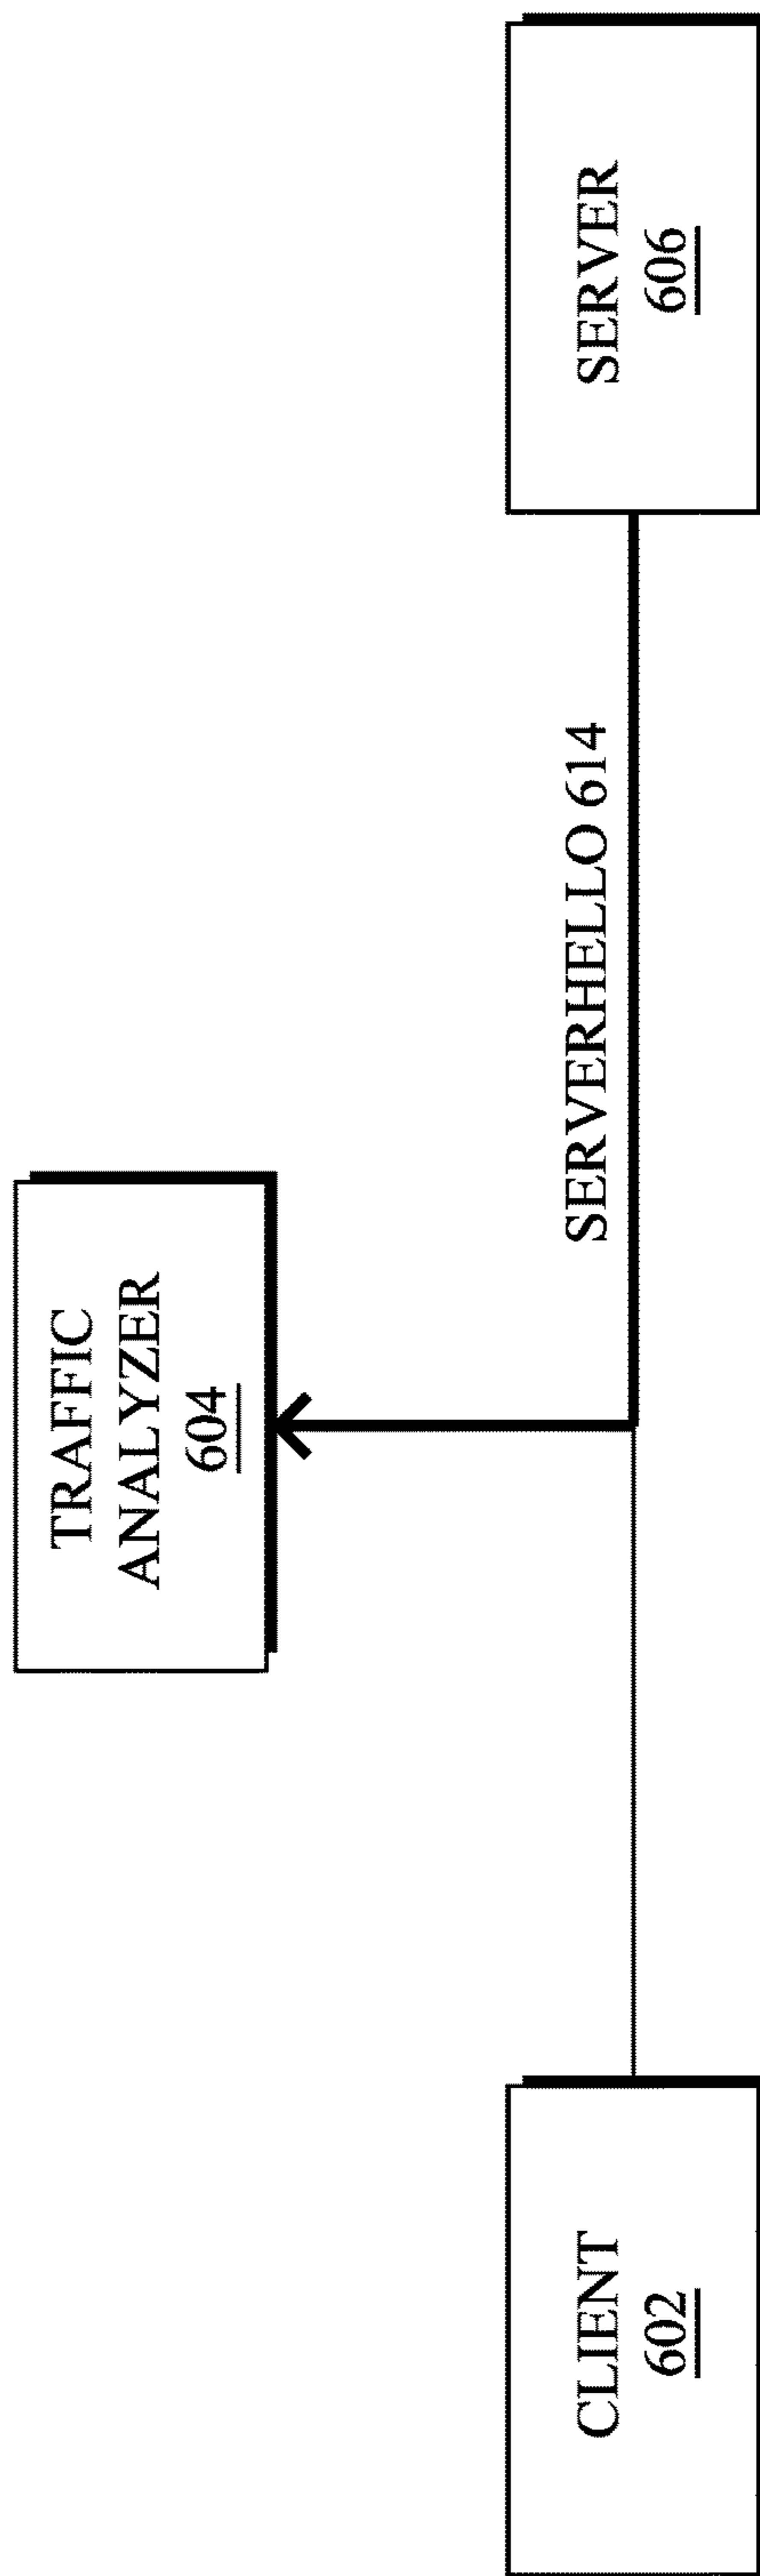 TRAFFIC
ANALYZER
604
CLIENT
602
SERVERHELLO 614
SERVER
606